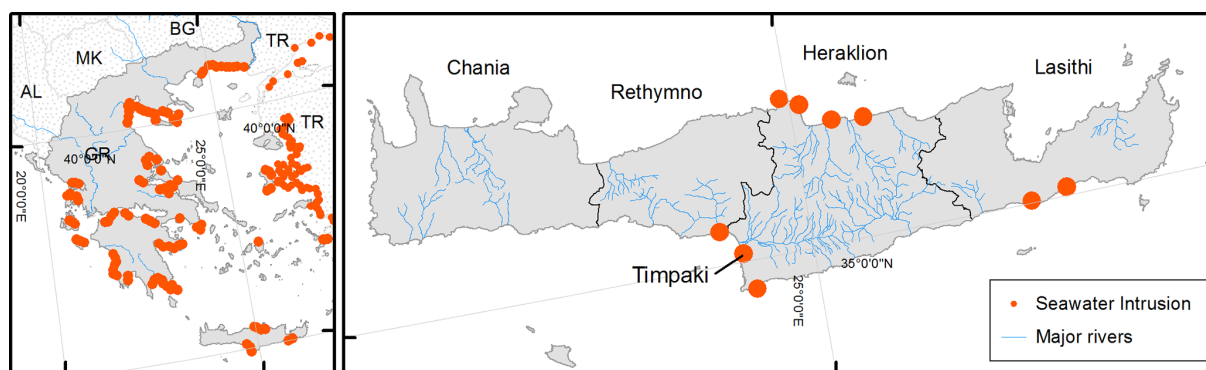 BG
TR
MK
AL
TR
40°0'0"N
40°0'0"N
GR
25°0'0"E
20°0'0"E
Heraklion
Chania
Lasithi
Rethymno
Timpaki
35°0'0"N
25°0'0"E
Seawater Intrusion
Major rivers